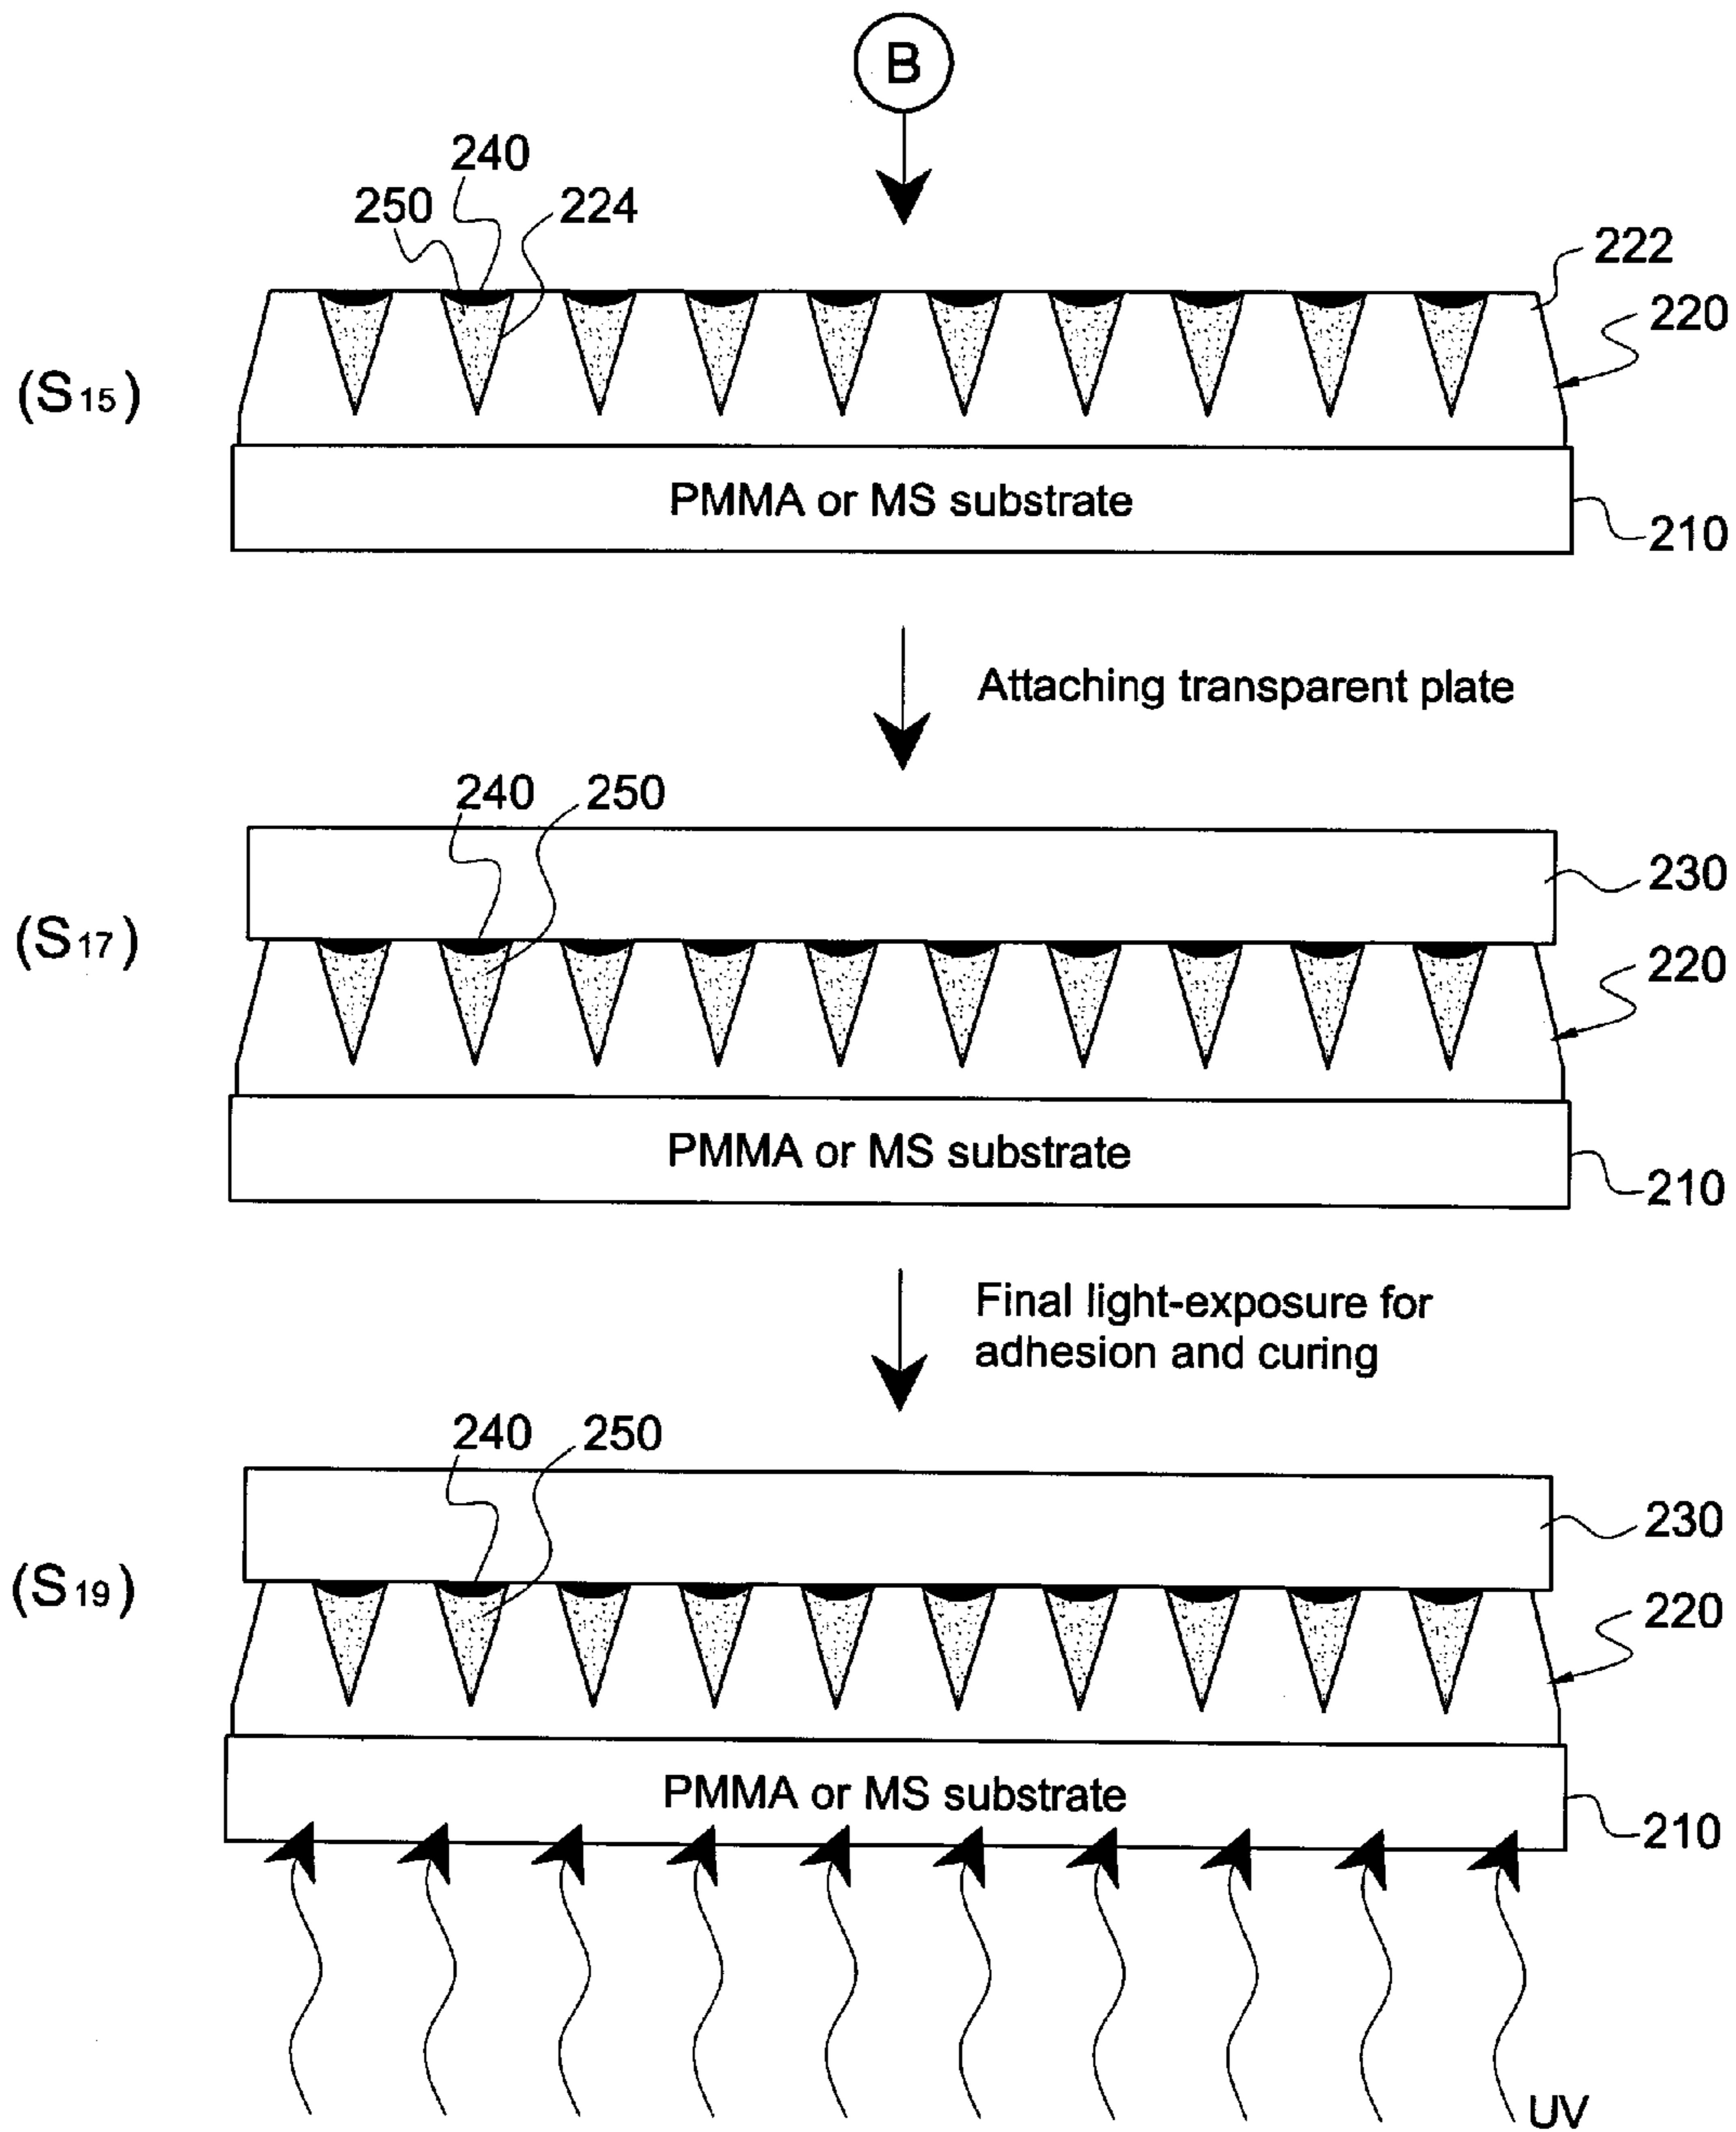 B
240
250
224
222
220
(S15)
PMMA or MS substrate
210
Attaching transparent plate
240
250
230
(S17)
220
PMMA or MS substrate
210
Final light-exposure for
adhesion and curing
240
250
230
(S19)
220
PMMA or MS substrate
210
UV